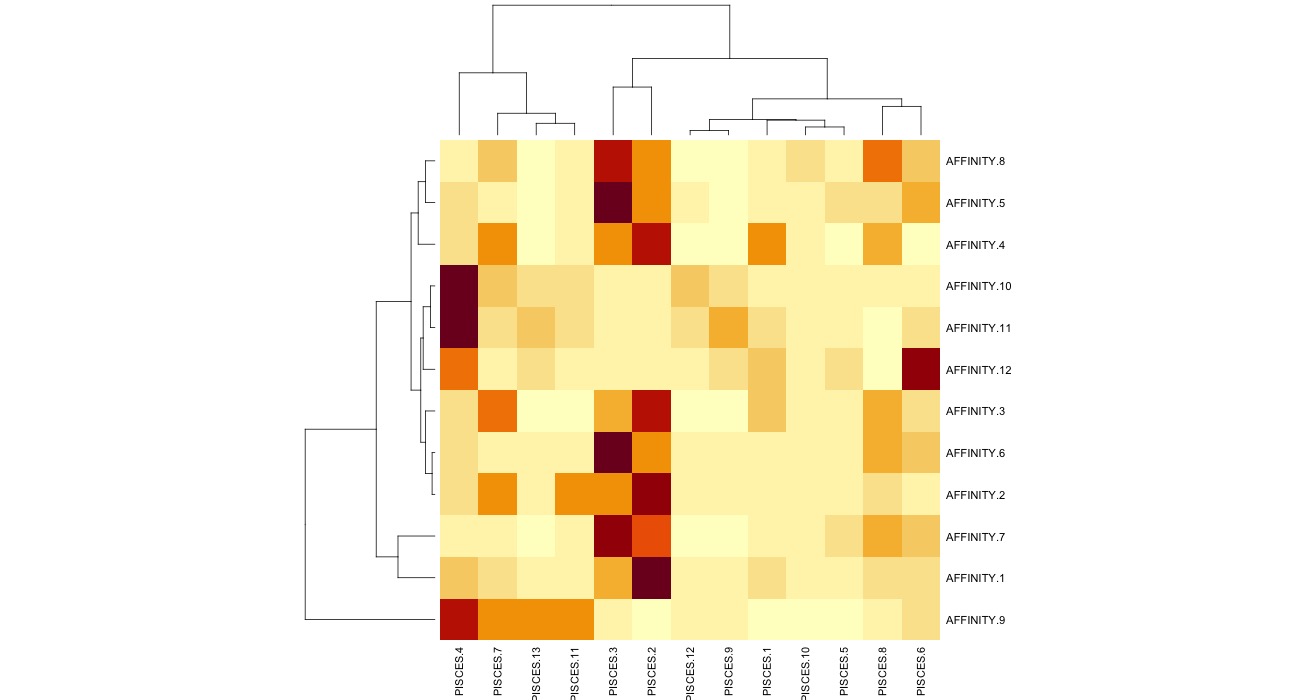 AFFINITY.8
AFFINITY.5
AFFINITY.4
AFFINITY.10
AFFINITY.11
AFFINITY.12
AFFINITY.3
AFFINITY.6
AFFINITY.2
AFFINITY.7
AFFINITY.1
AFFINITY.9
PISCES.4
PISCES.7
PISCES.13
PISCES.11
PISCES.3
PISCES.2
PISCES.12
PISCES.9
PISCES.1
PISCES.10
PISCES.5
PISCES.8
PISCES.6